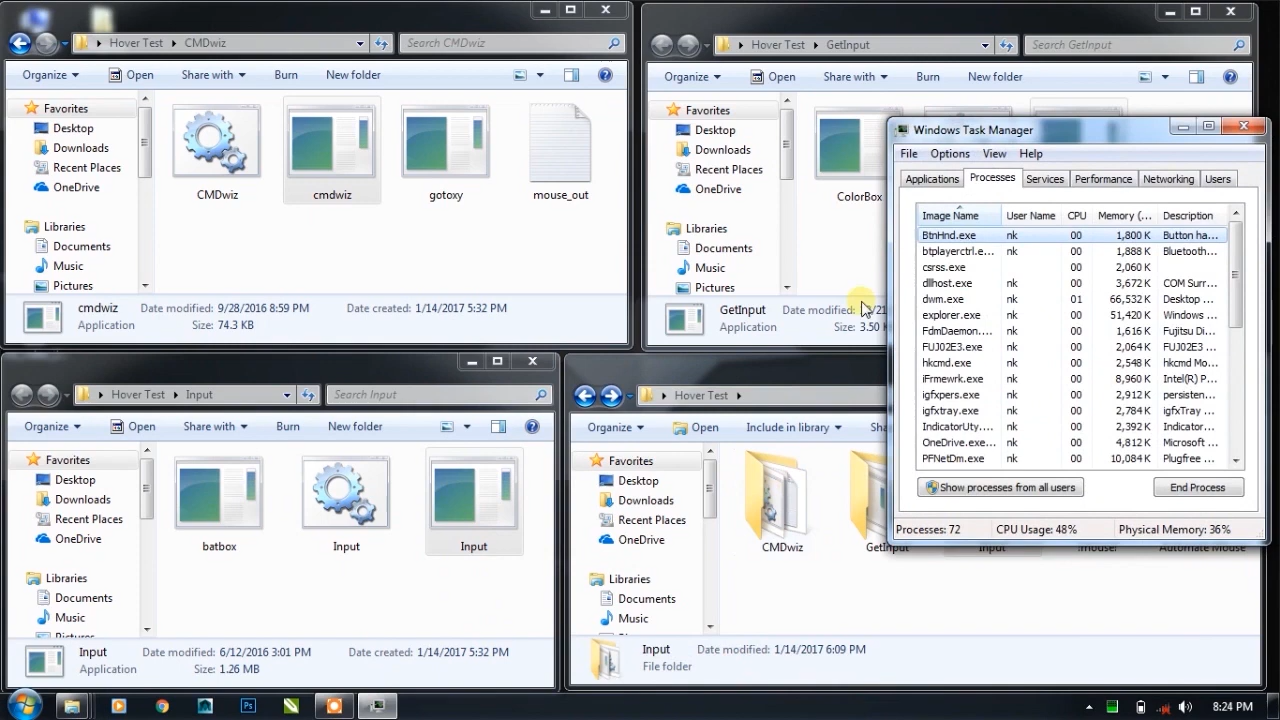 Hover Test CMDwiz Search CMDwiz
Organize Open Share with Burn New folder
Favorites
Desktop
Downloads
Recent Places
OneDrive
Libraries
Documents
Music
Pictures
CMDwiz cmdwiz gotoxy mouse_out
cmdwiz Date modified: 9/28/2016 8:59 PM Date created: 1/14/2017 5:32 PM
Application Size: 74.3 KB
Hover Test GetInput Search GetInput
Organize Open Share with Burn New folder
Favorites
Desktop
Downloads
Recent Places
OneDrive
Libraries
Documents
Music
Pictures
ColorBox
GetInput Date modified:
Application Size: 3.50
Windows Task Manager
File Options View Help
Applications Processes Services Performance Networking Users
Image Name User Name CPU Memory (... Description
BtnHnd.exe nk 00 1,800 K Button ha...
btplayerctrl.e... nk 00 1,888 K Bluetooth...
csrss.exe 00 2,060 K
dllhost.exe nk 00 3,672 K COM Surr...
dwm.exe nk 01 66,532 K Desktop ...
explorer.exe nk 00 51,420 K Windows ...
FdmDaemon.... nk 00 1,616 K Fujitsu Di...
FUJ02E3.exe nk 00 2,064 K FUJ02E3 ...
hkcmd.exe nk 00 2,548 K hkcmd Mo...
iFrmewrk.exe nk 00 8,960 K Intel(R) P...
igfxpers.exe nk 00 2,912 K persisten...
igfxtray.exe nk 00 2,784 K igfxTray ...
IndicatorUty.... nk 00 2,392 K Indicator...
OneDrive.exe... nk 00 4,812 K Microsoft ...
PFNetDm.exe nk 00 10,084 K Plugfree ...
Show processes from all users End Process
Processes: 72 CPU Usage: 48% Physical Memory: 36%
Hover Test Input Search Input
Organize Open Share with Burn New folder
Favorites
Desktop
Downloads
Recent Places
OneDrive
Libraries
Documents
Music
Pictures
batbox Input Input
Input Date modified: 6/12/2016 3:01 PM Date created: 1/14/2017 5:32 PM
Application Size: 1.26 MB
Hover Test
Organize Open Include in library
Favorites
Desktop
Downloads
Recent Places
OneDrive
Libraries
Documents
Music
CMDwiz GetInput Input Automate Mouse
Input Date modified: 1/14/2017 6:09 PM
File folder
8:24 PM